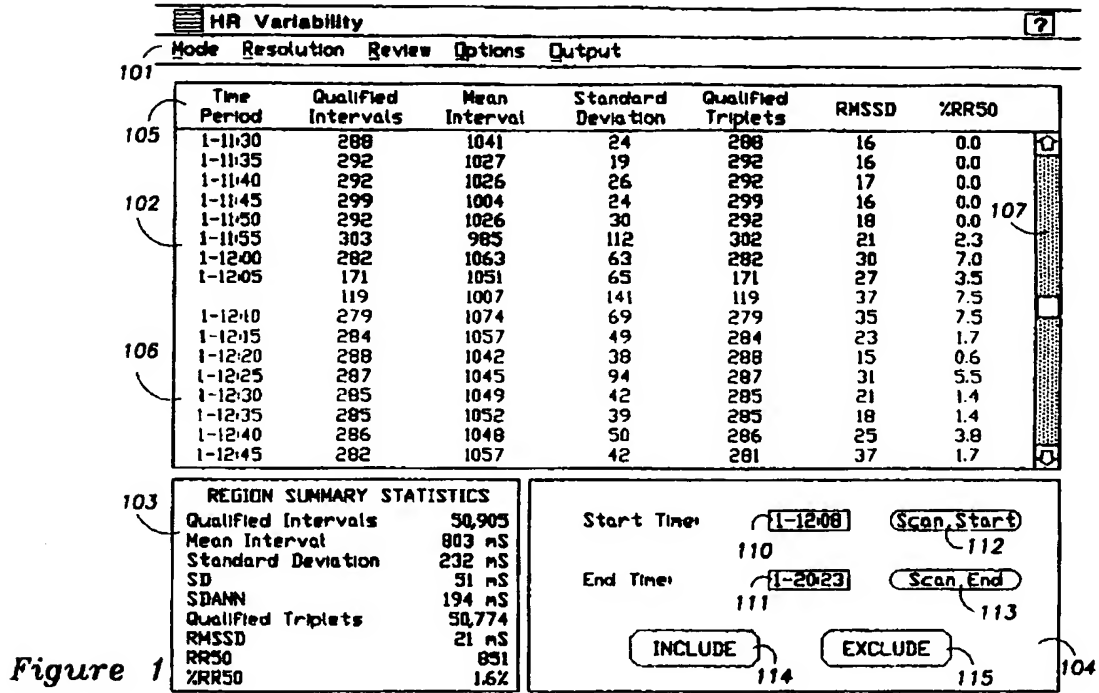 HR Variability ?
Mode Resolution Review Options Output
101
Time Period Qualified Intervals Mean Interval Standard Deviation Qualified Triplets RMSSD %RR50
105
1-11:30 288 1041 24 288 16 0.0
1-11:35 292 1027 19 292 16 0.0
1-11:40 292 1026 26 292 17 0.0
102 1-11:45 299 1004 24 299 16 0.0
1-11:50 292 1026 30 292 18 0.0 107
1-11:55 303 985 112 302 21 2.3
1-12:00 282 1063 63 282 30 7.0
1-12:05 171 1051 65 171 27 3.5
119 1007 141 119 37 7.5
1-12:10 279 1074 69 279 35 7.5
1-12:15 284 1057 49 284 23 1.7
106 1-12:20 288 1042 38 288 15 0.6
1-12:25 287 1045 94 287 31 5.5
1-12:30 285 1049 42 285 21 1.4
1-12:35 285 1052 39 285 18 1.4
1-12:40 286 1048 50 286 25 3.8
1-12:45 282 1057 42 281 37 1.7
103
REGION SUMMARY STATISTICS
Qualified Intervals 50,905
Mean Interval 803 mS
Standard Deviation 232 mS
SD 51 mS
SDANN 194 mS
Qualified Triplets 50,774
RMSSD 21 mS
RR50 851
%RR50 1.6%
Start Time: 1-12:08 Scan Start
110 112
End Time: 1-20:23 Scan End
111 113
INCLUDE EXCLUDE
114 115 104
Figure 1